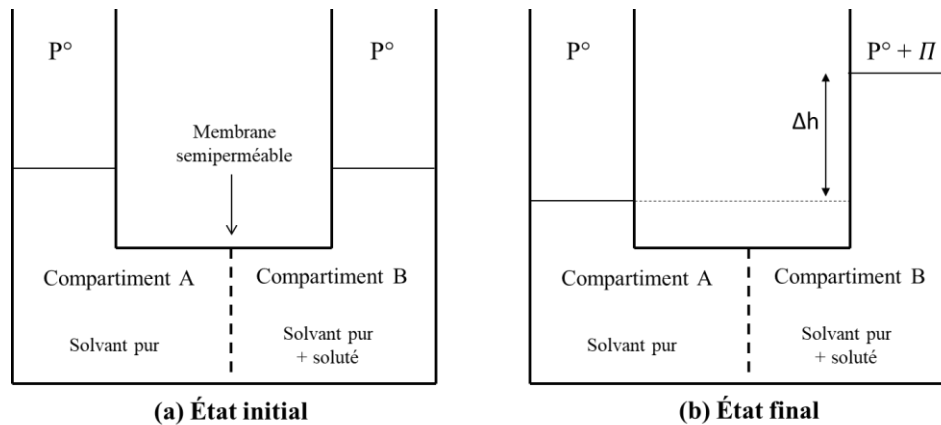 P°
P°
Membrane
semiperméable
Compartiment A
Compartiment B
Solvant pur
Solvant pur
+ soluté
(a) État initial
P°
P° + Π
Δh
Compartiment A
Compartiment B
Solvant pur
Solvant pur
+ soluté
(b) État final